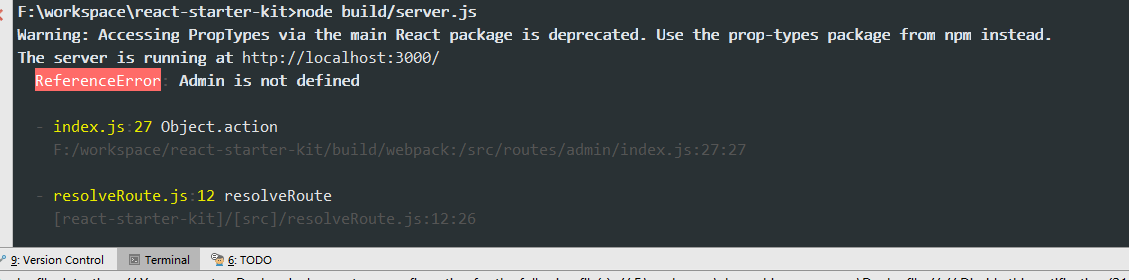 F:\workspace\react-starter-kit>node build/server.js
Warning: Accessing PropTypes via the main React package is deprecated. Use the prop-types package from npm instead.
The server is running at http://localhost:3000/
ReferenceError: Admin is not defined
- index.js:27 Object.action
F:/workspace/react-starter-kit/build/webpack:/src/routes/admin/index.js:27:27
- resolveRoute.js:12 resolveRoute
[react-starter-kit]/[src]/resolveRoute.js:12:26
9: Version Control Terminal 6: TODO